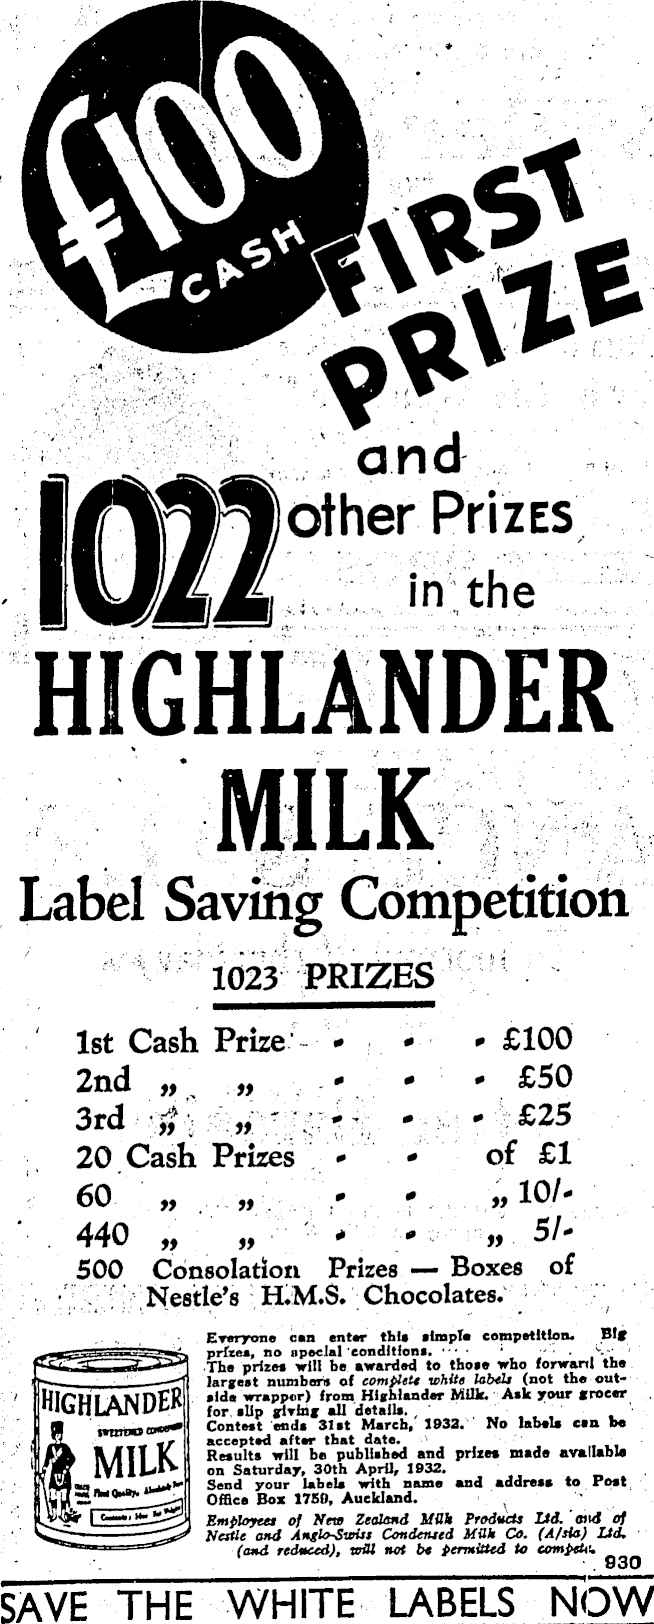 £100
CASH
FIRST
PRIZE
and
1022 other Prizes
in the
HIGHLANDER
MILK
Label Saving Competition
1023 PRIZES
1st Cash Prize - - - £100
2nd „ „ - - - £50
3rd „ „ - - - £25
20 Cash Prizes - - of £1
60 „ „ - - „ 10/-
440 „ „ - - „ 5/-
500 Consolation Prizes — Boxes of
Nestle's H.M.S. Chocolates.
Everyone can enter this simple competition. Big
prizes, no special conditions.
The prizes will be awarded to those who forward the
largest numbers of complete white labels (not the out-
side wrapper) from Highlander Milk. Ask your grocer
for slip giving all details.
Contest ends 31st March, 1932. No labels can be
accepted after that date.
Results will be published and prizes made available
on Saturday, 30th April, 1932.
Send your labels with name and address to Post
Office Box 1759, Auckland.
Employees of New Zealand Milk Products Ltd. and of
Nestle and Anglo-Swiss Condensed Milk Co. (A/sia) Ltd.
(and reduced), will not be permitted to compete.
930
HIGHLANDER
SWEETENED CONDENSED
MILK
SAVE THE WHITE LABELS NOW